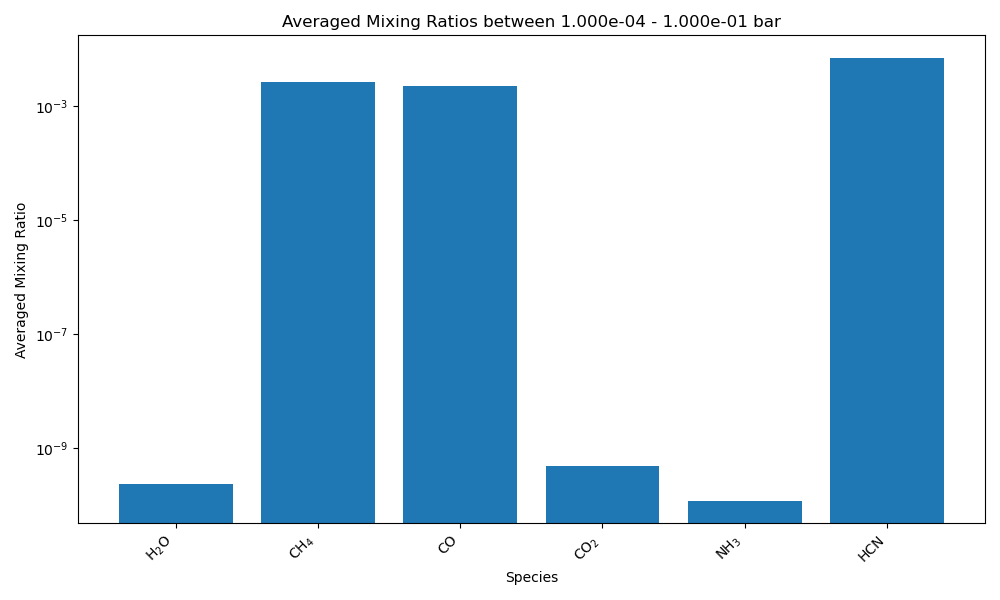 Averaged Mixing Ratios between 1.000e-04 - 1.000e-01 bar
Averaged Mixing Ratio
10⁻³
10⁻⁵
10⁻⁷
10⁻⁹
H₂O
CH₄
CO
CO₂
NH₃
HCN
Species